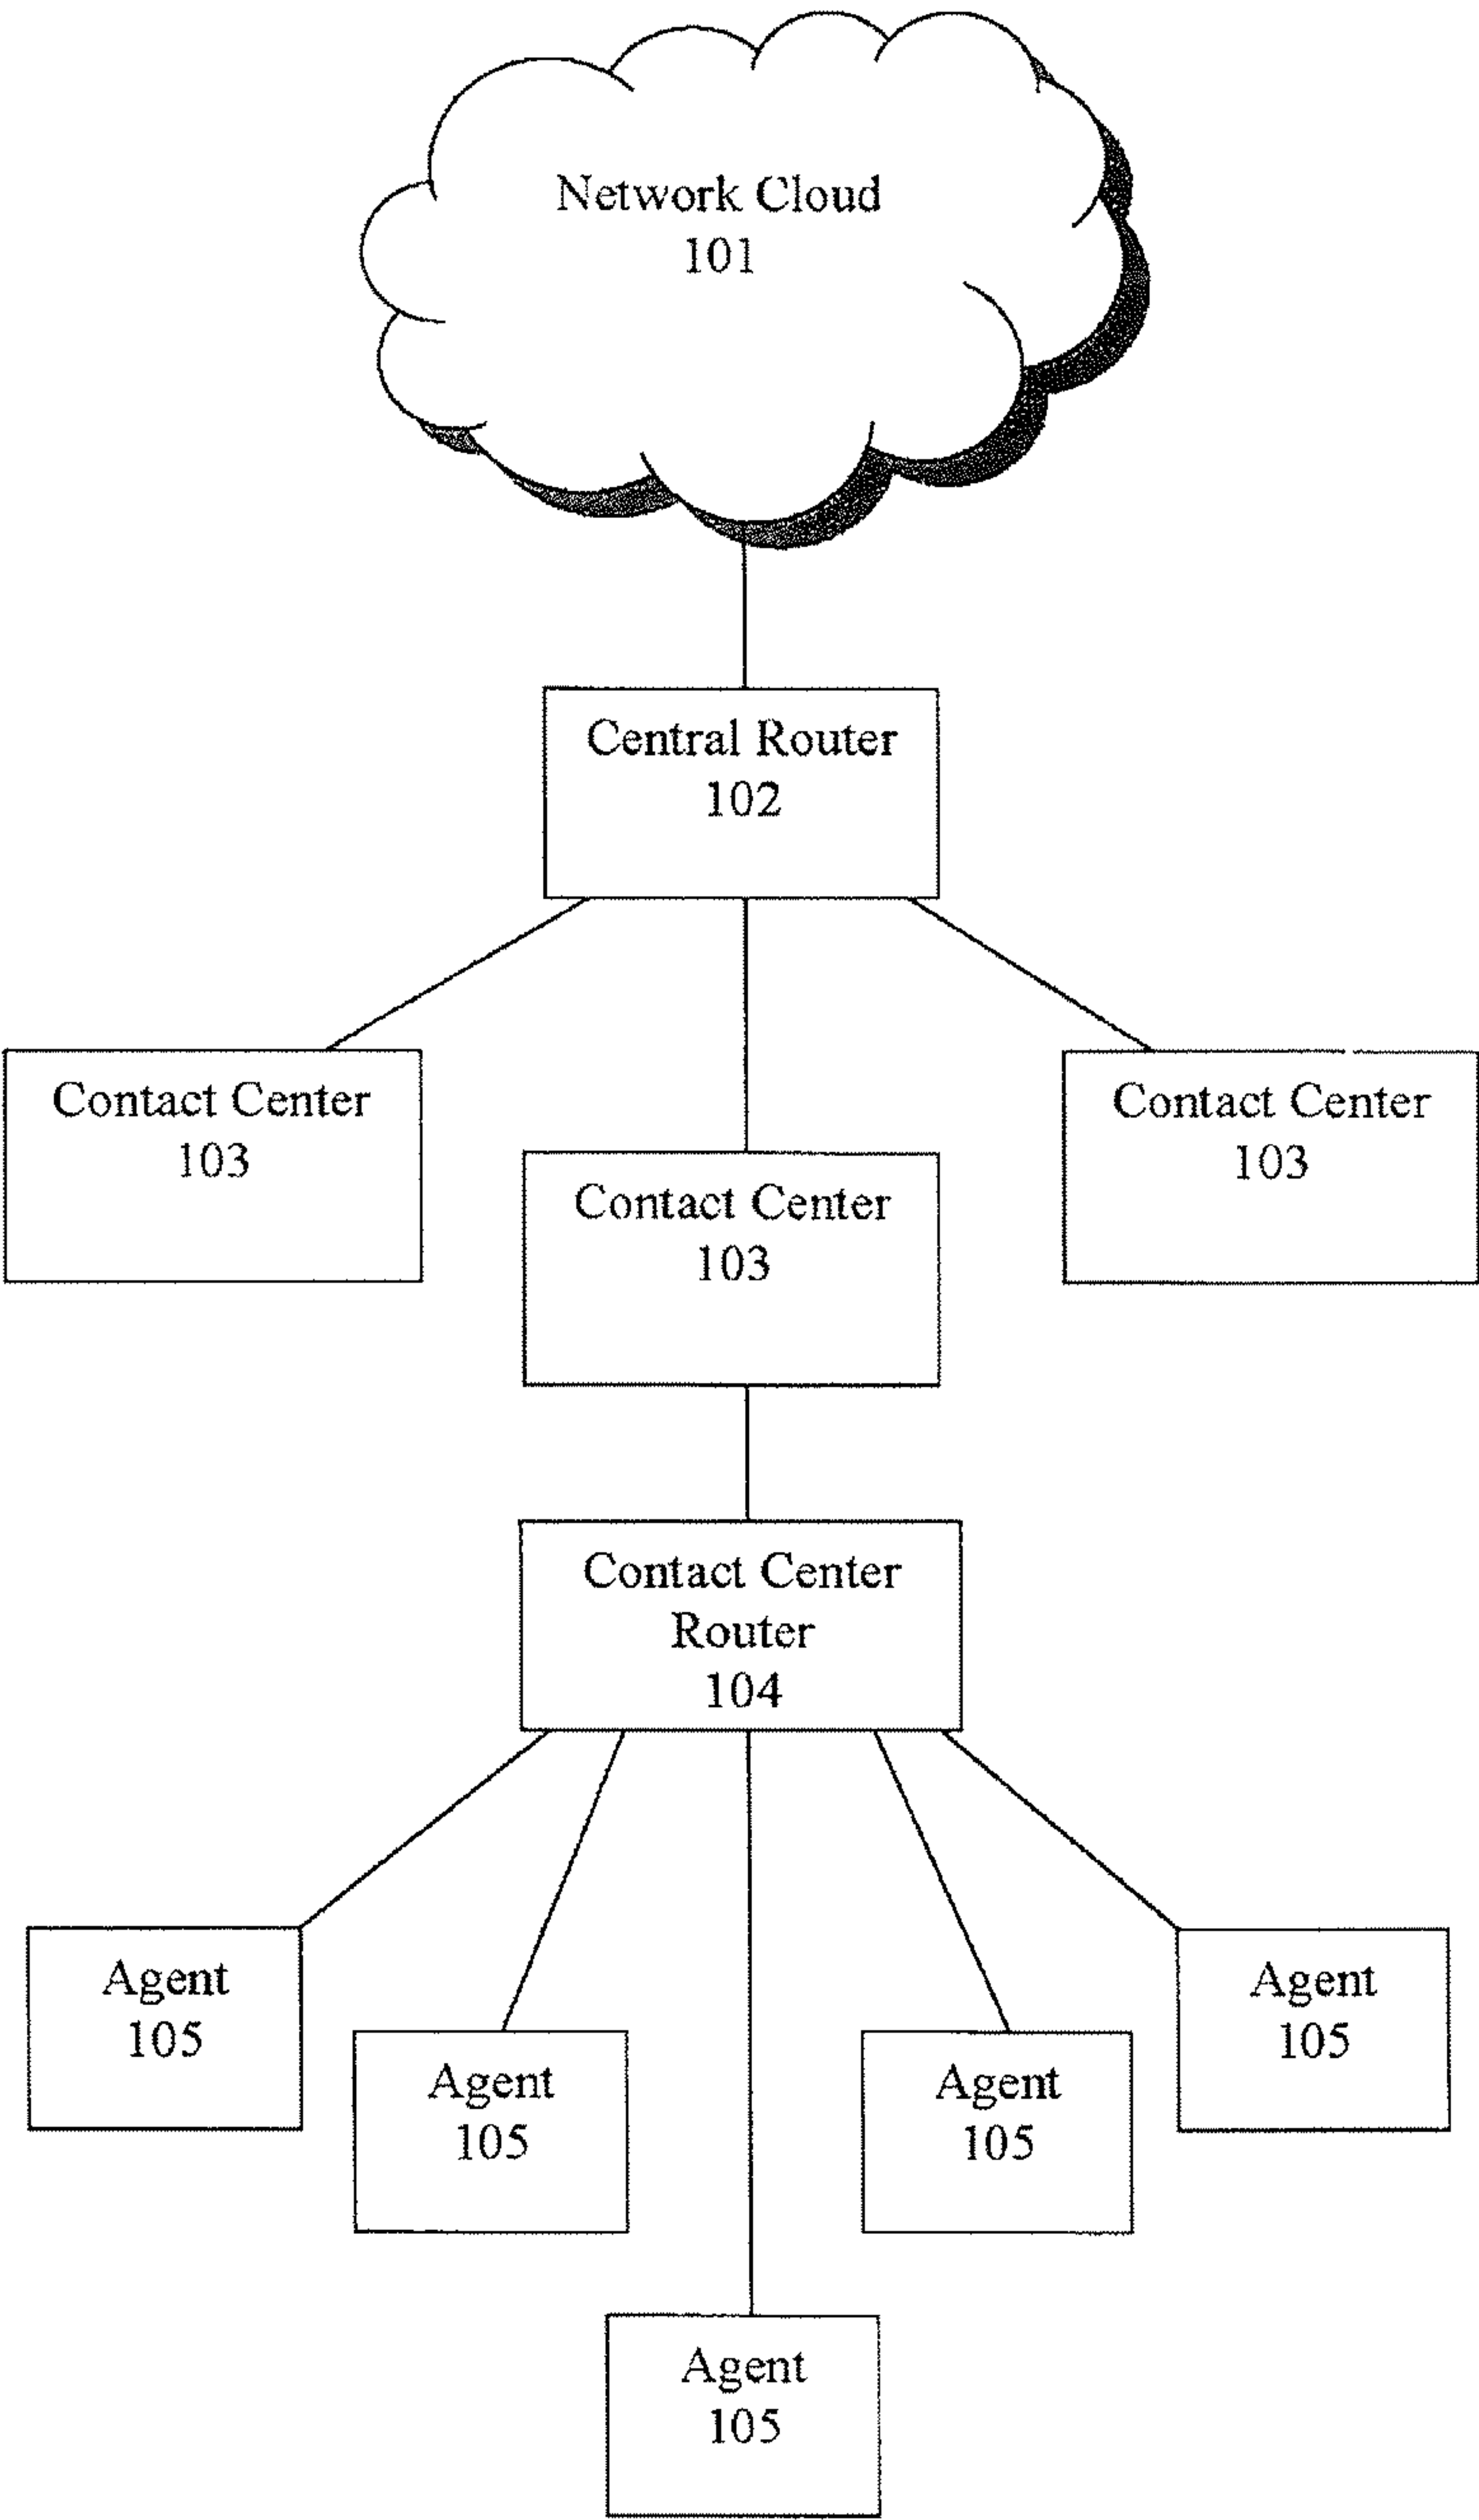 Network Cloud
101
Central Router
102
Contact Center
103
Contact Center
103
Contact Center
103
Contact Center
Router
104
Agent
105
Agent
105
Agent
105
Agent
105
Agent
105